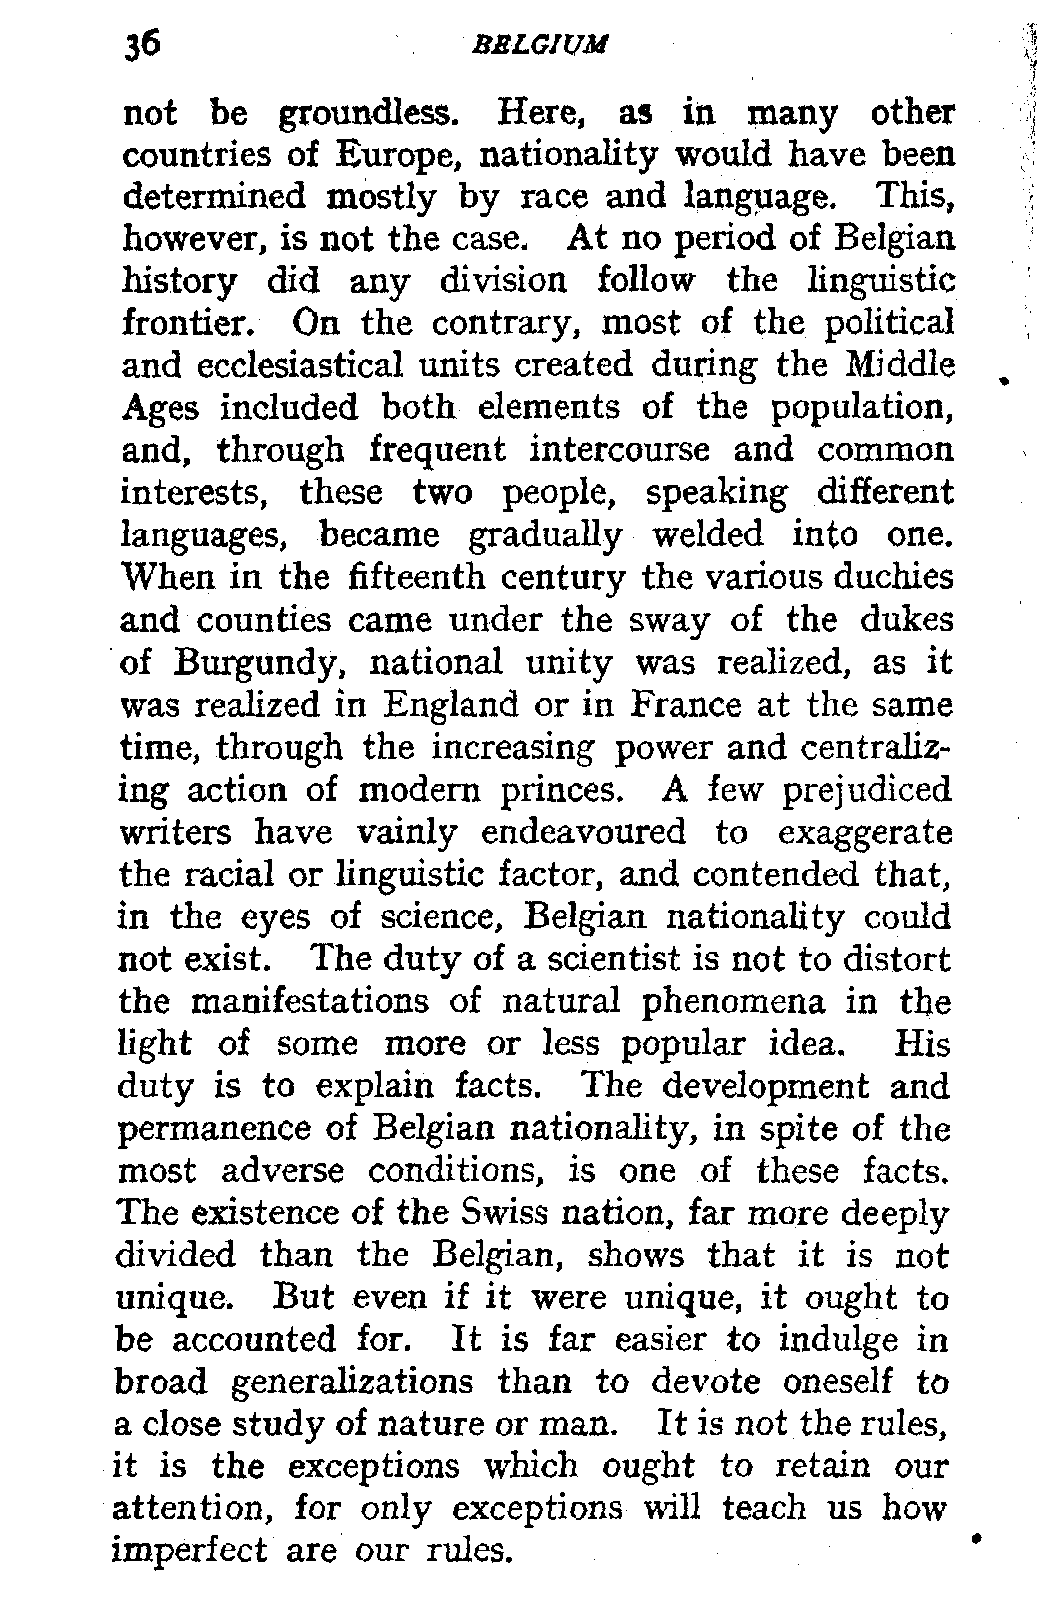 36 BELGIUM
not be groundless. Here, as in many other
countries of Europe, nationality would have been
determined mostly by race and language. This,
however, is not the case. At no period of Belgian
history did any division follow the linguistic
frontier. On the contrary, most of the political
and ecclesiastical units created during the Middle
Ages included both elements of the population,
and, through frequent intercourse and common
interests, these two people, speaking different
languages, became gradually welded into one.
When in the fifteenth century the various duchies
and counties came under the sway of the dukes
of Burgundy, national unity was realized, as it
was realized in England or in France at the same
time, through the increasing power and centraliz-
ing action of modern princes. A few prejudiced
writers have vainly endeavoured to exaggerate
the racial or linguistic factor, and contended that,
in the eyes of science, Belgian nationality could
not exist. The duty of a scientist is not to distort
the manifestations of natural phenomena in the
light of some more or less popular idea. His
duty is to explain facts. The development and
permanence of Belgian nationality, in spite of the
most adverse conditions, is one of these facts.
The existence of the Swiss nation, far more deeply
divided than the Belgian, shows that it is not
unique. But even if it were unique, it ought to
be accounted for. It is far easier to indulge in
broad generalizations than to devote oneself to
a close study of nature or man. It is not the rules,
it is the exceptions which ought to retain our
attention, for only exceptions will teach us how
imperfect are our rules.